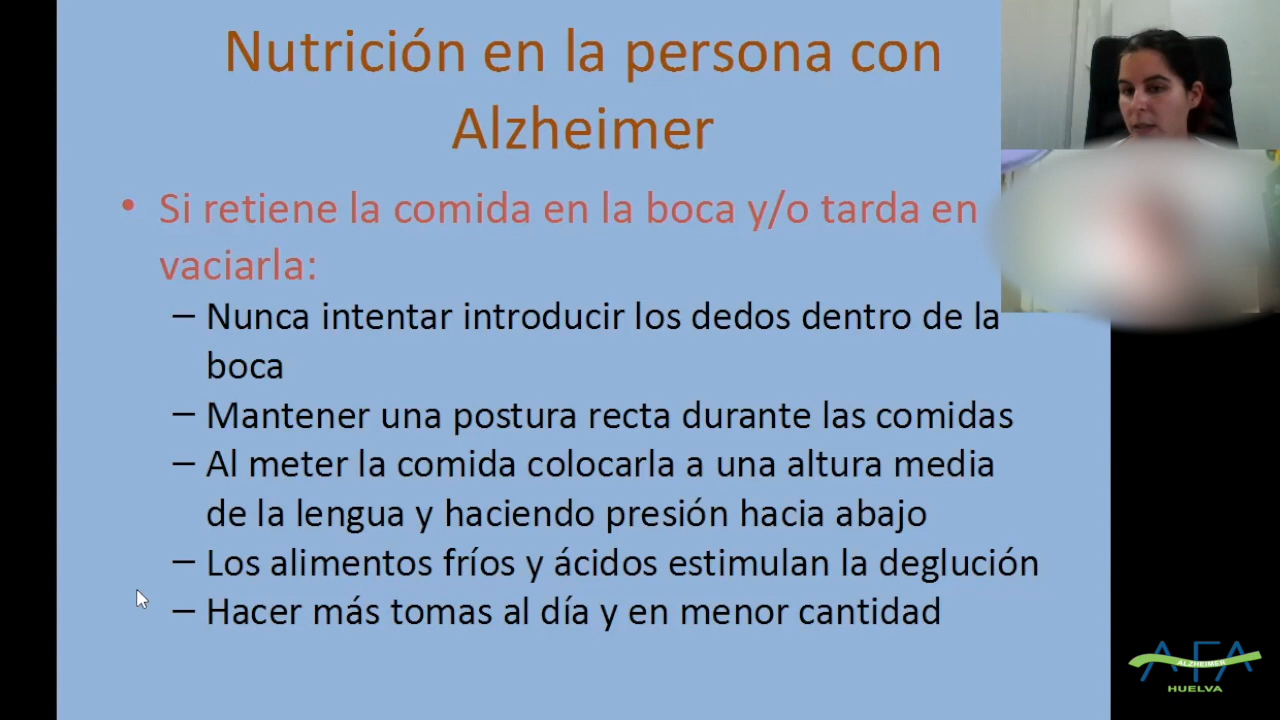 Nutrición en la persona con
Alzheimer
• Si retiene la comida en la boca y/o tarda en
vaciarla:
– Nunca intentar introducir los dedos dentro de la
boca
– Mantener una postura recta durante las comidas
– Al meter la comida colocarla a una altura media
de la lengua y haciendo presión hacia abajo
– Los alimentos fríos y ácidos estimulan la deglución
– Hacer más tomas al día y en menor cantidad
AFA
ALZHEIMER
HUELVA